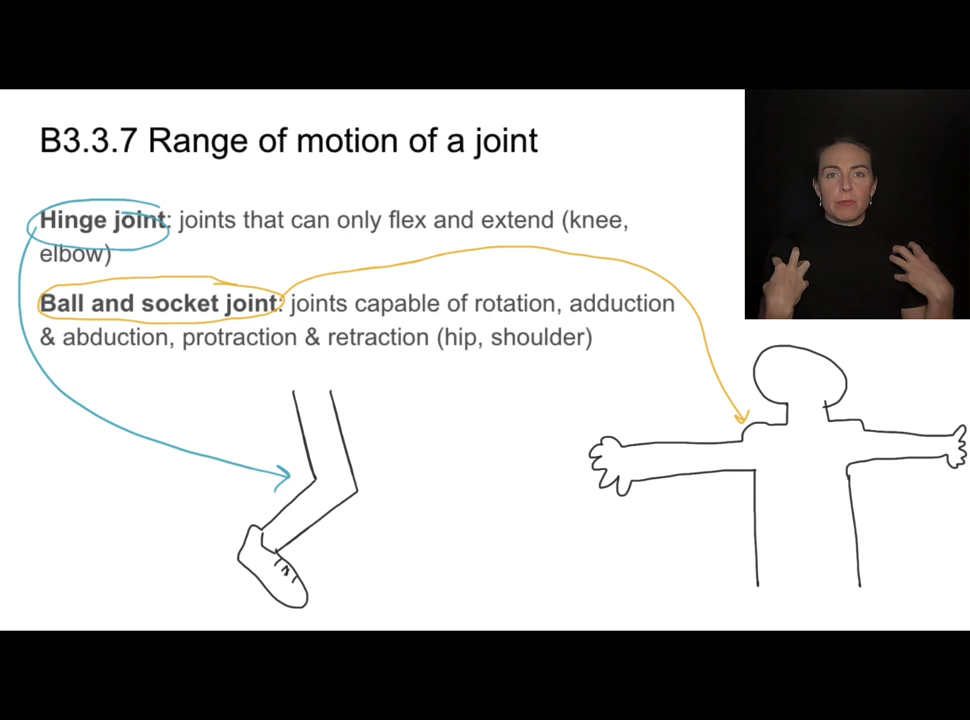 B3.3.7 Range of motion of a joint
Hinge joint: joints that can only flex and extend (knee,
elbow)
Ball and socket joint: joints capable of rotation, adduction
& abduction, protraction & retraction (hip, shoulder)